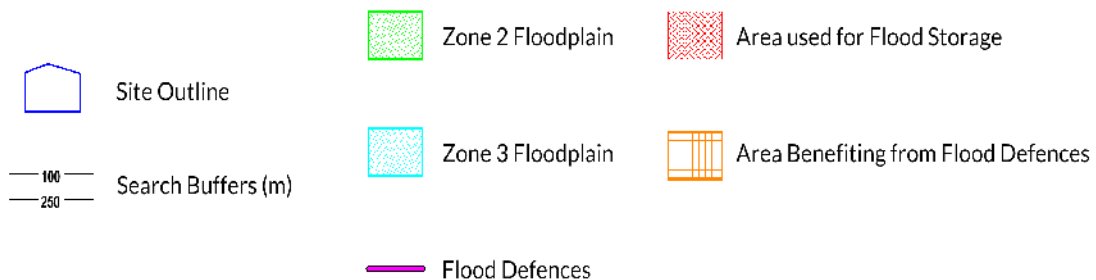 Site Outline
100
250
Search Buffers (m)
Zone 2 Floodplain
Zone 3 Floodplain
Flood Defences
Area used for Flood Storage
Area Benefiting from Flood Defences